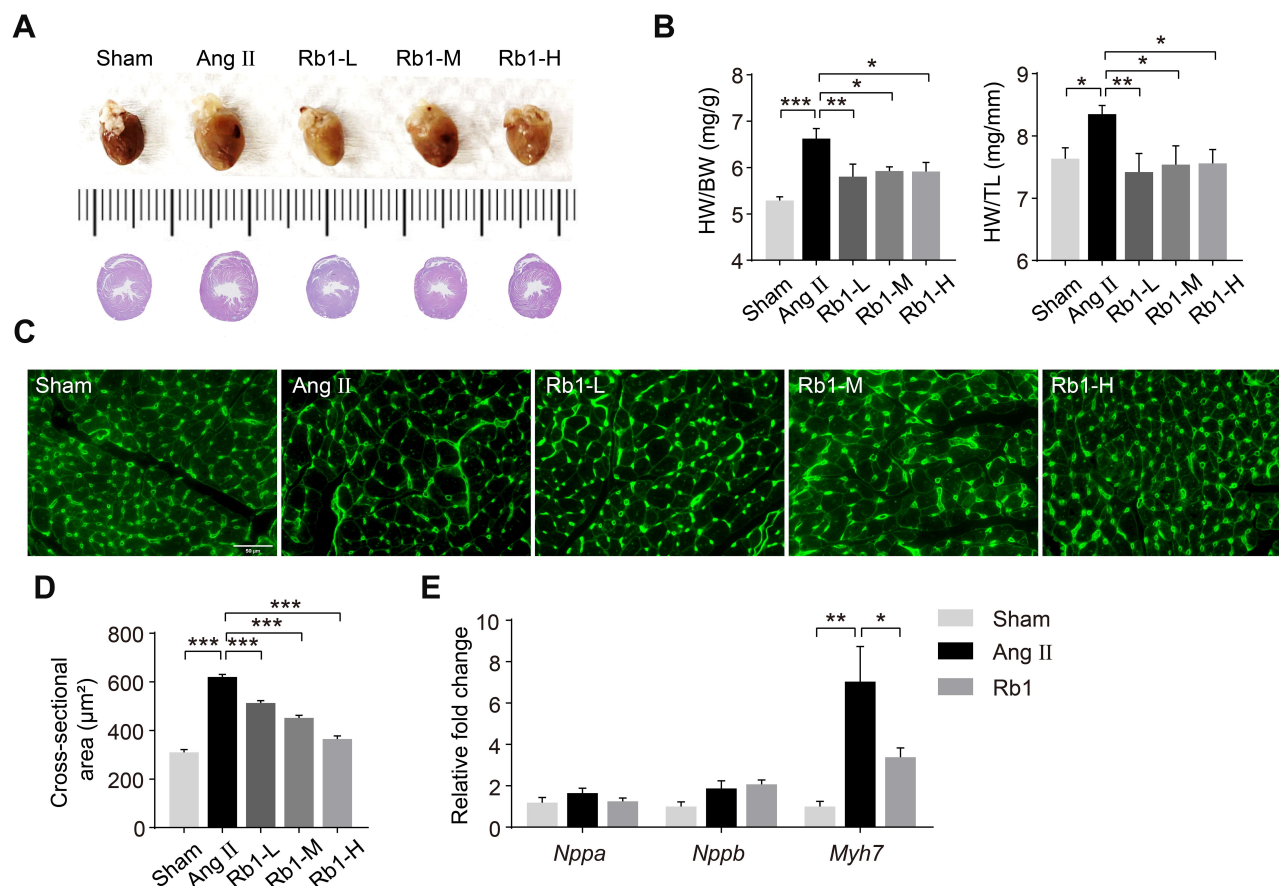 A
Sham Ang II Rb1-L Rb1-M Rb1-H
B
HW/BW (mg/g)
8
7
6
5
4
*
*
*** **
Sham Ang II Rb1-L Rb1-M Rb1-H
HW/TL (mg/mm)
9
8
7
6
*
*
* **
Sham Ang II Rb1-L Rb1-M Rb1-H
C
Sham Ang II Rb1-L Rb1-M Rb1-H
50 μm
D
Cross-sectional
area (μm²)
800
600
400
200
0
***
***
*** ***
Sham Ang II Rb1-L Rb1-M Rb1-H
E
Relative fold change
10
8
6
4
2
0
** *
Nppa Nppb Myh7
Sham
Ang II
Rb1